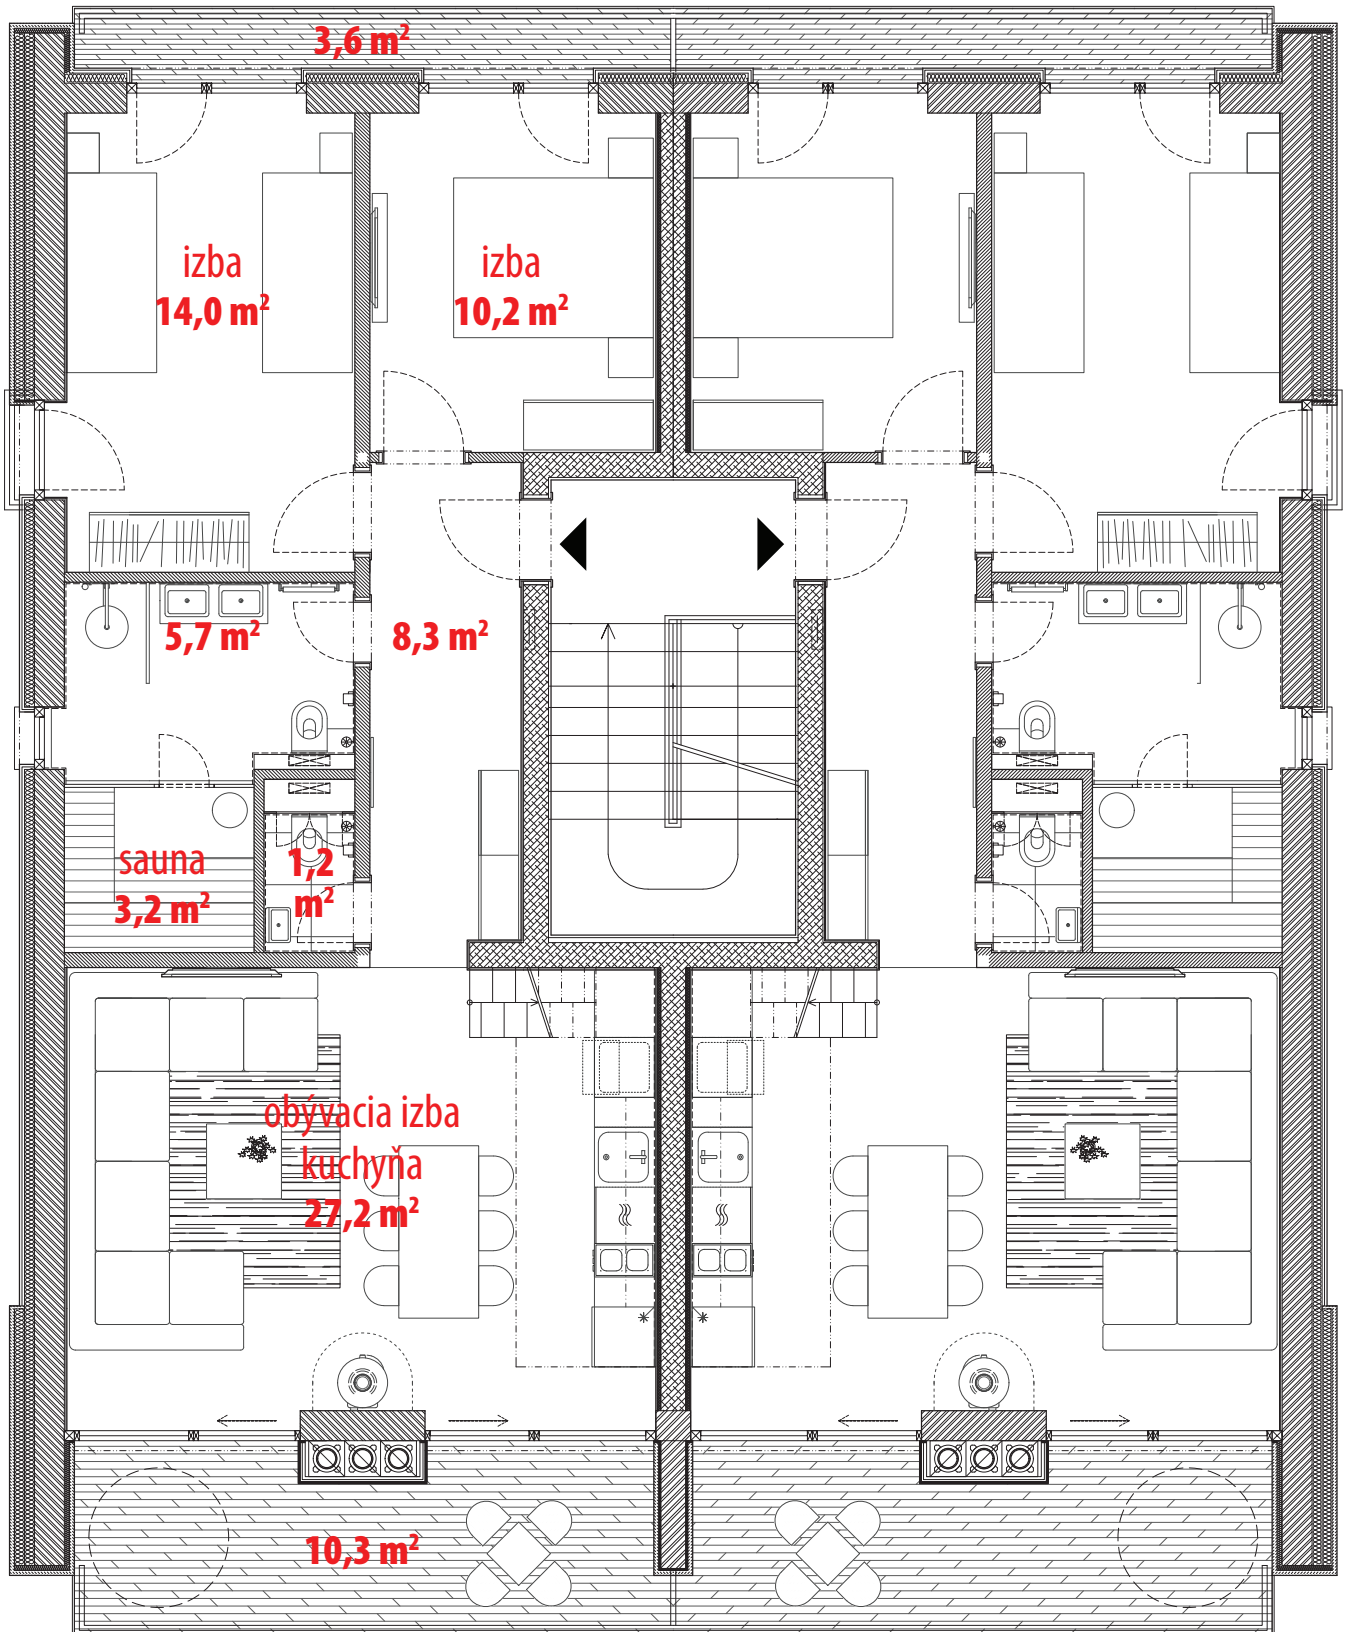 3,6 m²
izba
14,0 m²
izba
10,2 m²
5,7 m²
8,3 m²
sauna
3,2 m²
1,2
m²
obývacia izba
kuchyňa
27,2 m²
10,3 m²